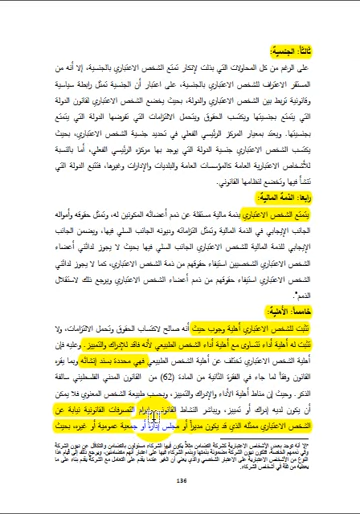 ثالثاً: الجنسية:
على الرغم من كل المحاولات التي بذلت لإنكار تمتع الشخص الاعتباري بالجنسية، إلا أنه من
المستقر الاعتراف للشخص الاعتباري بالجنسية، على اعتبار أن الجنسية تمثل رابطة سياسية
وقانونية تربط بين الشخص الاعتباري والدولة، بحيث يخضع الشخص الاعتباري لقانون الدولة
التي يتمتع بجنسيتها ويكتسب الحقوق ويتحمل الالتزامات التي تفرضها الدولة التي يتمتع
بجنسيتها. ويعتد بمعيار المركز الرئيسي الفعلي في تحديد جنسية الشخص الاعتباري، بحيث
يكتسب الشخص الاعتباري جنسية الدولة التي يوجد بها مركزه الرئيسي الفعلي، أما بالنسبة
للأشخاص الاعتبارية العامة كالمؤسسات العامة والبلديات والإدارات وغيرها، فتتبع الدولة التي
تنشأ فيها وتخضع لنظامها القانوني.
رابعا: الذمة المالية:
يتمتع الشخص الاعتباري بذمة مالية مستقلة عن ذمم أعضائه المكونين له، وتمثل حقوقه وأمواله
الجانب الإيجابي في الذمة المالية وتمثل التزاماته وديونه الجانب السلبي فيها، ويضمن الجانب
الإيجابي للذمة المالية للشخص الاعتباري الجانب السلبي فيها بحيث لا يجوز لدائني أعضاء
الشخص الاعتباري الشخصيين استيفاء حقوقهم من ذمة الشخص الاعتباري، كما لا يجوز لدائني
الشخص الاعتباري استيفاء حقوقهم من ذمم أعضاء الشخص الاعتباري ويرجع ذلك لاستقلال
الذمم*.
خامساً: الأهلية:
تثبت للشخص الاعتباري أهلية وجوب حيث أنه صالح لاكتساب الحقوق وتحمل الالتزامات، ولا
تثبت له أهلية أداء تتساوى مع أهلية أداء الشخص الطبيعي لأنه فاقد للإدراك والتمييز. وعليه فإن
أهلية الشخص الاعتباري تختلف عن أهلية الشخص الطبيعي فهي محددة بسند إنشائه وبما يقره
القانون وفقاً لما جاء في الفقرة الثانية من المادة (62) من القانون المدني الفلسطيني سالفة
الذكر. وحيث إن مناط أهلية الأداء والإدراك والتمييز، وبحسب طبيعة الشخص المعنوي فلا يمكن
أن يكون لديه إدراك أو تمييز. ويباشر النشاط القانوني وإبرام التصرفات القانونية نيابة عن
الشخص الاعتباري ممثله الذي قد يكون مديراً أو مجلس إدارة أو جمعية عمومية أو غيره، بحيث
136